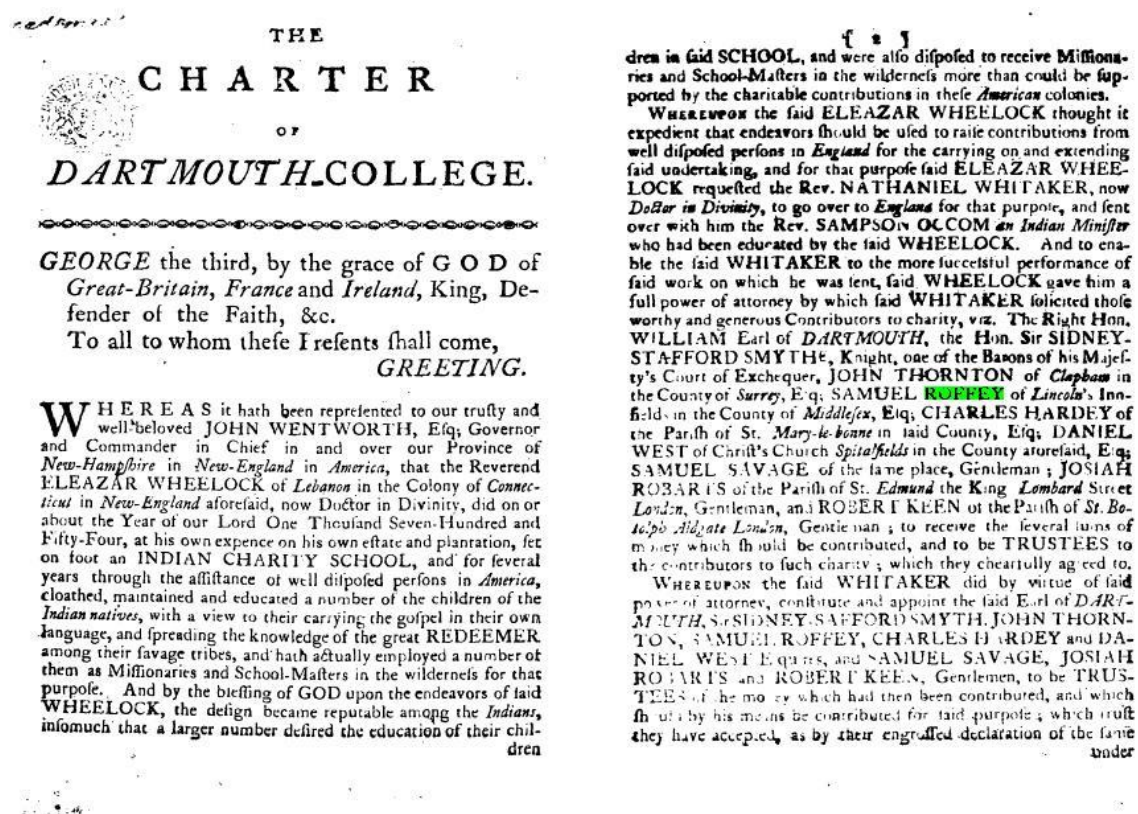 THE
CHARTER
OF
DARTMOUTH-COLLEGE.
GEORGE the third, by the grace of GOD of
Great-Britain, France and Ireland, King, De-
fender of the Faith, &c.
To all to whom theſe Preſents ſhall come,
GREETING.
WHEREAS it hath been repreſented to our truſty and
well-beloved JOHN WENTWORTH, Eſq; Governor
and Commander in Chief in and over our Province of
New-Hampſhire in New-England in America, that the Reverend
ELEAZAR WHEELOCK of Lebanon in the Colony of Connec-
ticut in New-England aforeſaid, now Doctor in Divinity, did on or
about the Year of our Lord One Thouſand Seven-Hundred and
Fifty-Four, at his own expence on his own eſtate and plantation, ſet
on foot an INDIAN CHARITY SCHOOL, and for ſeveral
years through the aſſiſtance of well diſpoſed perſons in America,
cloathed, maintained and educated a number of the children of the
Indian natives, with a view to their carrying the goſpel in their own
language, and ſpreading the knowledge of the great REDEEMER
among their ſavage tribes, and hath actually employed a number of
them as Miſſionaries and School-Maſters in the wilderneſs for that
purpoſe. And by the bleſſing of GOD upon the endeavors of ſaid
WHEELOCK, the deſign became reputable among the Indians,
inſomuch that a larger number deſired the education of their chil-
dren
[ 2 ]
dren in ſaid SCHOOL, and were alſo diſpoſed to receive Miſſiona-
ries and School-Maſters in the wilderneſs more than could be ſup-
ported by the charitable contributions in theſe American colonies.
WHEREUPON the ſaid ELEAZAR WHEELOCK thought it
expedient that endeavors ſhould be uſed to raiſe contributions from
well diſpoſed perſons in England for the carrying on and extending
ſaid undertaking, and for that purpoſe ſaid ELEAZAR WHEE-
LOCK requeſted the Rev. NATHANIEL WHITAKER, now
Doctor in Divinity, to go over to England for that purpoſe, and ſent
over with him the Rev. SAMPSON OCCOM an Indian Miniſter
who had been educated by the ſaid WHEELOCK. And to ena-
ble the ſaid WHITAKER to the more ſucceſsful performance of
ſaid work on which he was ſent, ſaid WHEELOCK gave him a
full power of attorney by which ſaid WHITAKER ſolicited thoſe
worthy and generous Contributors to charity, viz. The Right Hon.
WILLIAM Earl of DARTMOUTH, the Hon. Sir SIDNEY-
STAFFORD SMYTHE, Knight, one of the Barons of his Majeſ-
ty's Court of Exchequer, JOHN THORNTON of Clapham in
the County of Surrey, Eſq; SAMUEL ROFFEY of Lincoln's Inn-
fields in the County of Middleſex, Eſq; CHARLES HARDEY of
the Pariſh of St. Mary-le-bonne in ſaid County, Eſq; DANIEL
WEST of Chriſt's Church Spitalfields in the County aforeſaid, Eſq;
SAMUEL SAVAGE of the ſame place, Gentleman; JOSIAH
ROBARTS of the Pariſh of St. Edmund the King Lombard Street
London, Gentleman, and ROBERT KEEN of the Pariſh of St. Bo-
tolph Aldgate London, Gentleman; to receive the ſeveral ſums of
money which ſhould be contributed, and to be TRUSTEES to
the contributors to ſuch charity; which they chearfully agreed to.
WHEREUPON the ſaid WHITAKER did by virtue of ſaid
power of attorney, conſtitute and appoint the ſaid Earl of DART-
MOUTH, Sir SIDNEY-SAFFORD SMYTH, JOHN THORN-
TON, SAMUEL ROFFEY, CHARLES HARDEY and DA-
NIEL WEST Eſquires, and SAMUEL SAVAGE, JOSIAH
ROBARTS and ROBERT KEEN, Gentlemen, to be TRUS-
TEES of the money which had then been contributed, and which
ſhould by his means be contributed for ſaid purpoſe; which truſt
they have accepted, as by their engroſſed declaration of the ſame
under